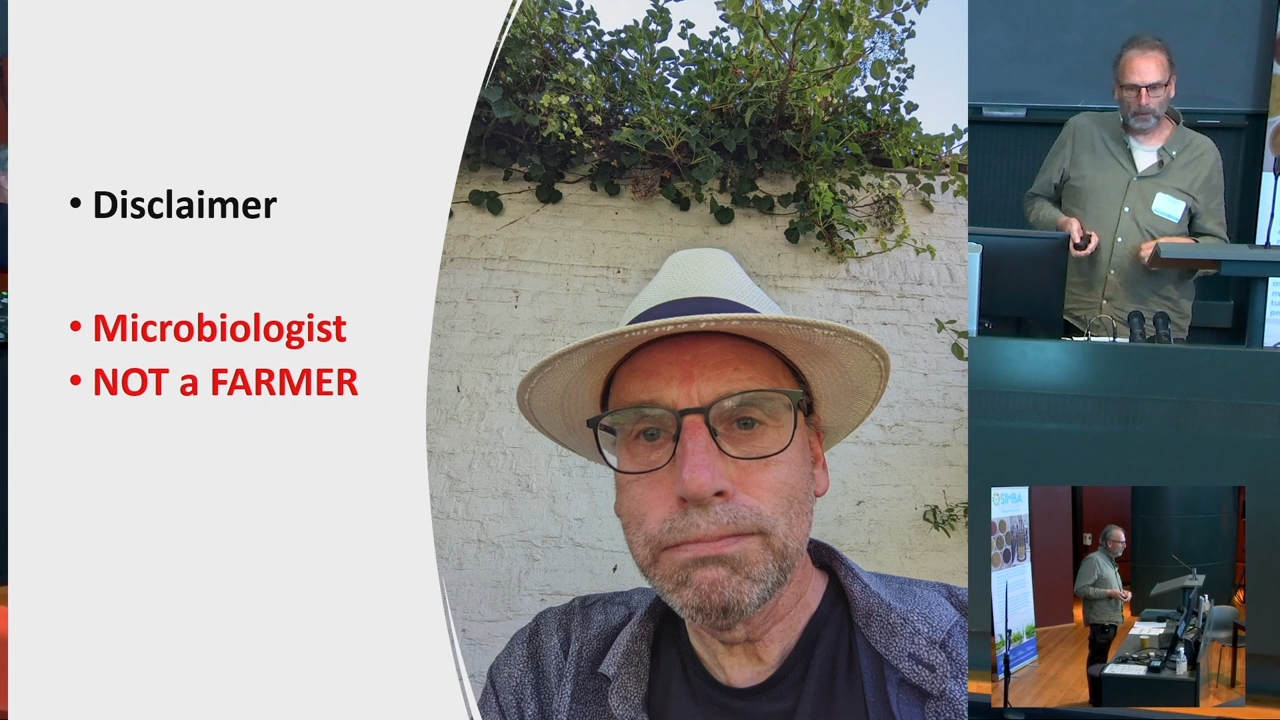 • Disclaimer
• Microbiologist
• NOT a FARMER
SIMBA